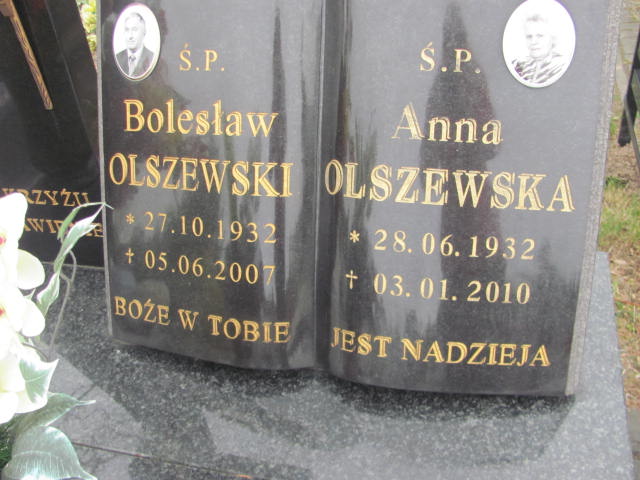 Ś.P.
Bolesław
OLSZEWSKI
* 27.10.1932
† 05.06.2007
BOŻE W TOBIE
Ś.P.
Anna
OLSZEWSKA
* 28.06.1932
† 03.01.2010
JEST NADZIEJA
KRZYŻU